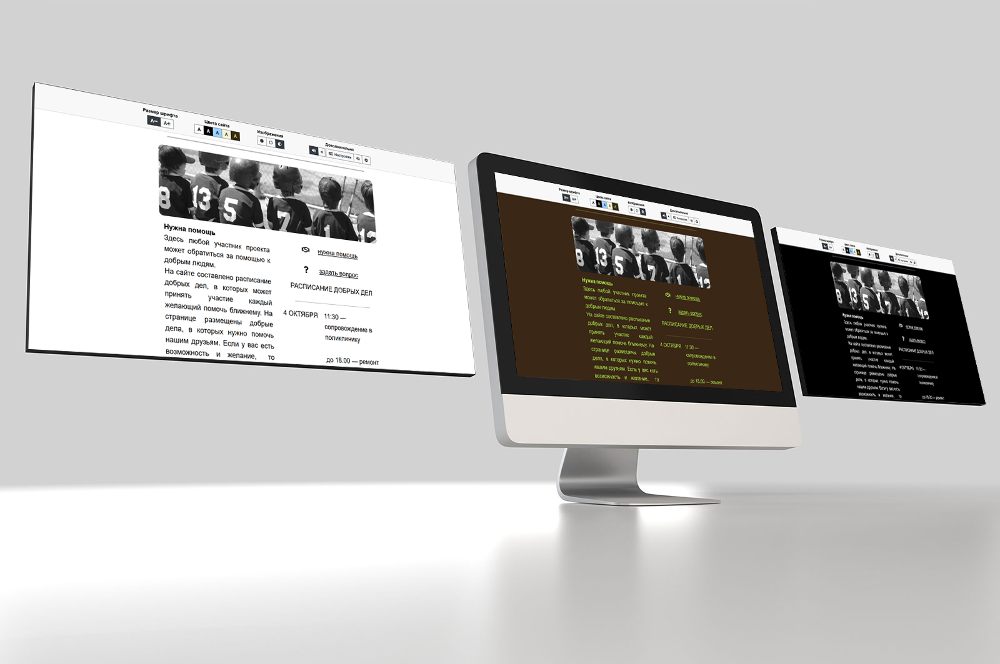 Размер шрифта
A− A+
Цвета сайта
A A A A A
Изображения
Дополнительно
Настройки
8 13 5 7 1 12
Нужна помощь
Здесь любой участник проекта
может обратиться за помощью к
добрым людям.
На сайте составлено расписание
добрых дел, в которых может
принять участие каждый
желающий помочь ближнему. На
странице размещены добрые
дела, в которых нужно помочь
нашим друзьям. Если у вас есть
возможность и желание, то
нужна помощь
? задать вопрос
РАСПИСАНИЕ ДОБРЫХ ДЕЛ
4 ОКТЯБРЯ 11:30 —
сопровождение в
поликлинику
до 18.00 — ремонт
Размер шрифта
A− A+
Цвета сайта
A A A A A
Изображения
Дополнительно
Настройки
8 13 5 7 1 12
Нужна помощь
Здесь любой участник проекта
может обратиться за помощью к
добрым людям.
На сайте составлено расписание
добрых дел, в которых может
принять участие каждый
желающий помочь ближнему. На
странице размещены добрые
дела, в которых нужно помочь
нашим друзьям. Если у вас есть
возможность и желание, то
нужна помощь
? задать вопрос
РАСПИСАНИЕ ДОБРЫХ ДЕЛ
4 ОКТЯБРЯ 11:30 —
сопровождение в
поликлинику
до 18.00 — ремонт
Размер шрифта
Цвета сайта
Изображения
Дополнительно
Настройки
8 13 5 7 1 12
Нужна помощь
Здесь любой участник проекта
может обратиться за помощью к
добрым людям.
На сайте составлено расписание
добрых дел, в которых может
принять участие каждый
желающий помочь ближнему. На
странице размещены добрые
дела, в которых нужно помочь
нашим друзьям. Если у вас есть
возможность и желание, то
нужна помощь
? задать вопрос
РАСПИСАНИЕ ДОБРЫХ ДЕЛ
4 ОКТЯБРЯ 11:30 —
сопровождение в
поликлинику
до 18.00 — ремонт